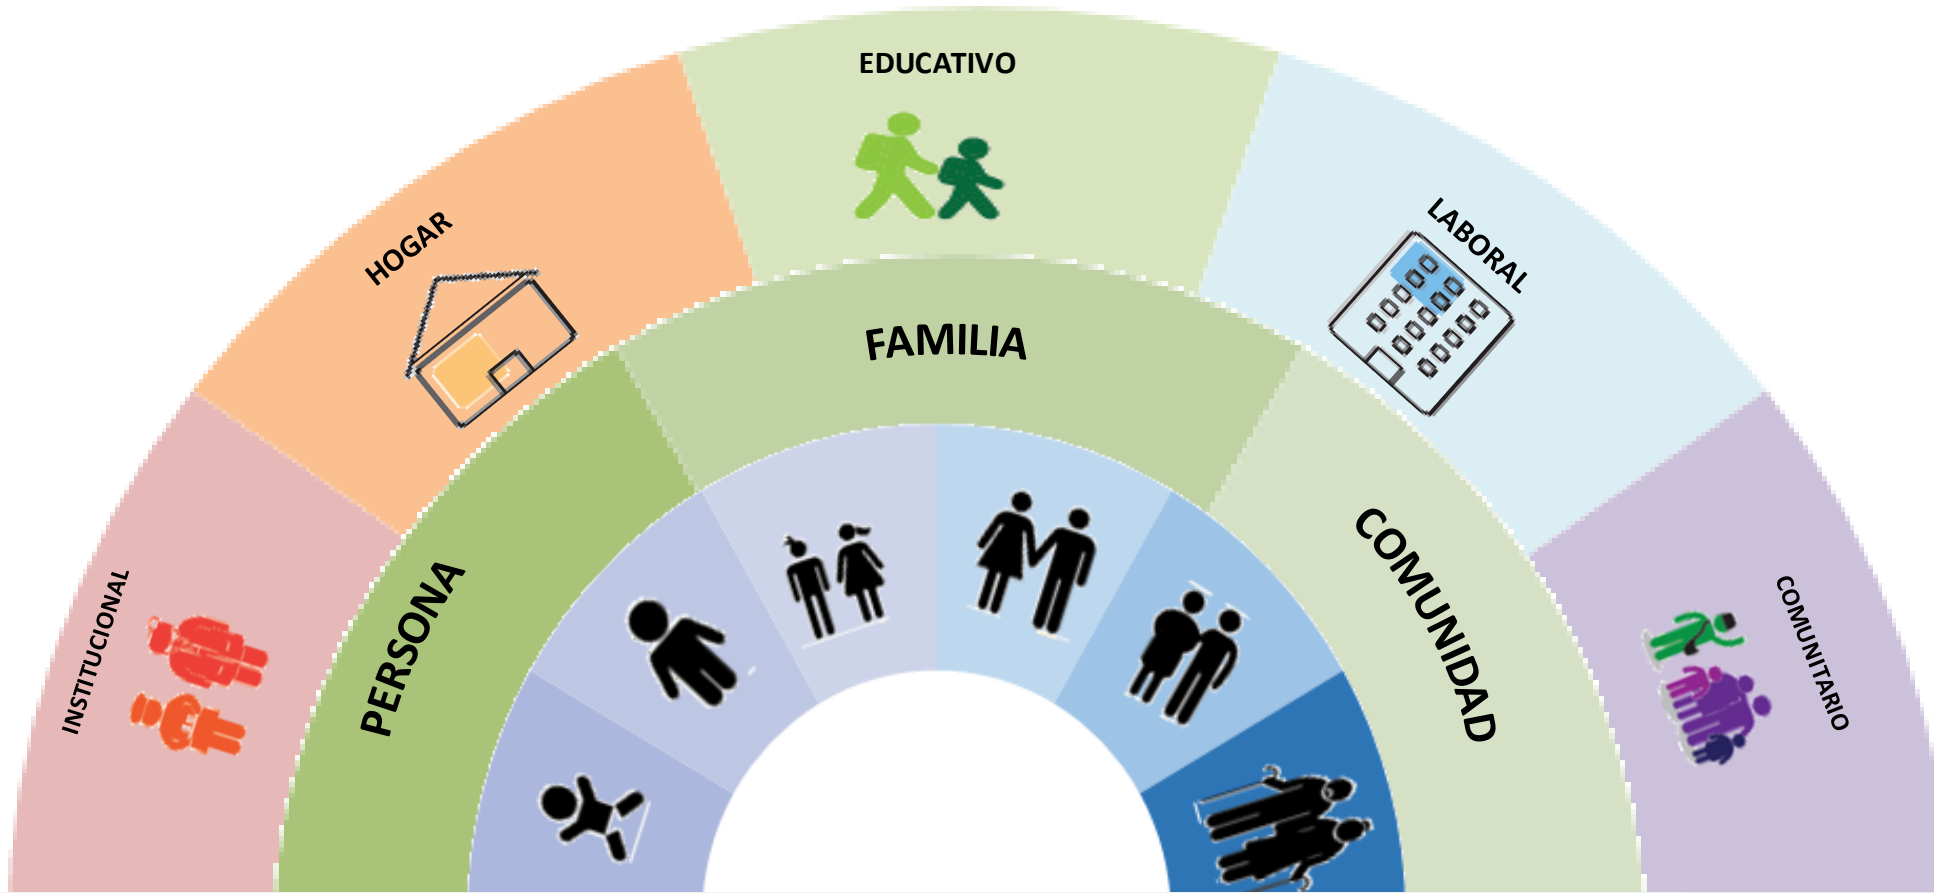 EDUCATIVO
HOGAR
LABORAL
FAMILIA
PERSONA
COMUNIDAD
INSTITUCIONAL
COMUNITARIO